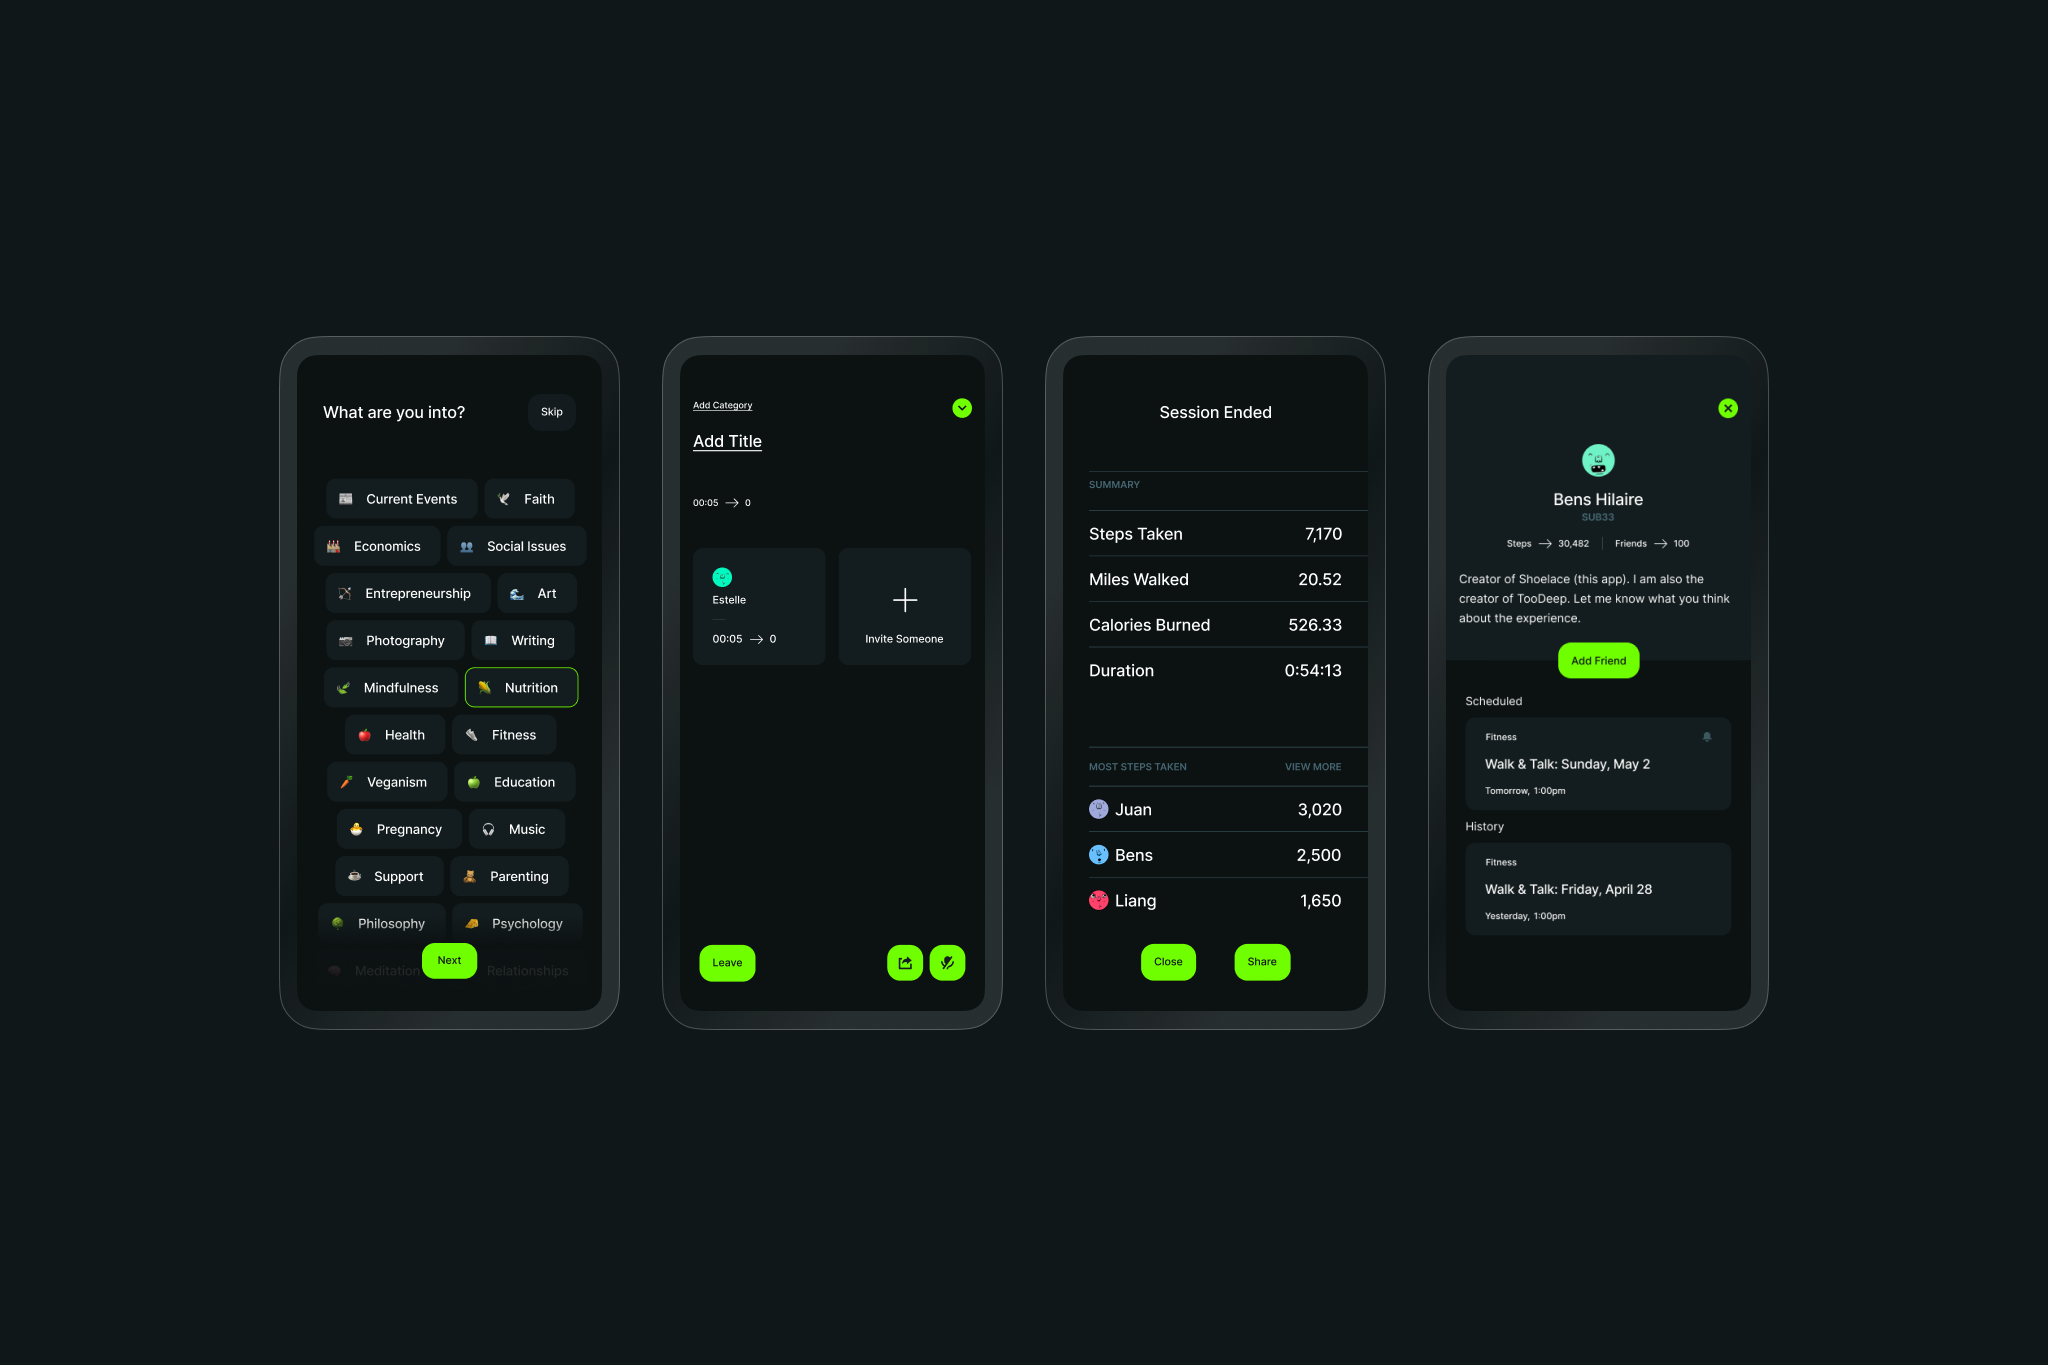 What are you into?
Skip
Current Events
Faith
Economics
Social Issues
Entrepreneurship
Art
Photography
Writing
Mindfulness
Nutrition
Health
Fitness
Veganism
Education
Pregnancy
Music
Support
Parenting
Philosophy
Psychology
Meditation
Relationships
Next
Add Category
Add Title
00:05 → 0
Estelle
00:05 → 0
Invite Someone
Leave
Session Ended
SUMMARY
Steps Taken 7,170
Miles Walked 20.52
Calories Burned 526.33
Duration 0:54:13
MOST STEPS TAKEN VIEW MORE
Juan 3,020
Bens 2,500
Liang 1,650
Close
Share
Bens Hilaire
SUB33
Steps → 30,482 | Friends → 100
Creator of Shoelace (this app). I am also the
creator of TooDeep. Let me know what you think
about the experience.
Add Friend
Scheduled
Fitness
Walk & Talk: Sunday, May 2
Tomorrow, 1:00pm
History
Fitness
Walk & Talk: Friday, April 28
Yesterday, 1:00pm